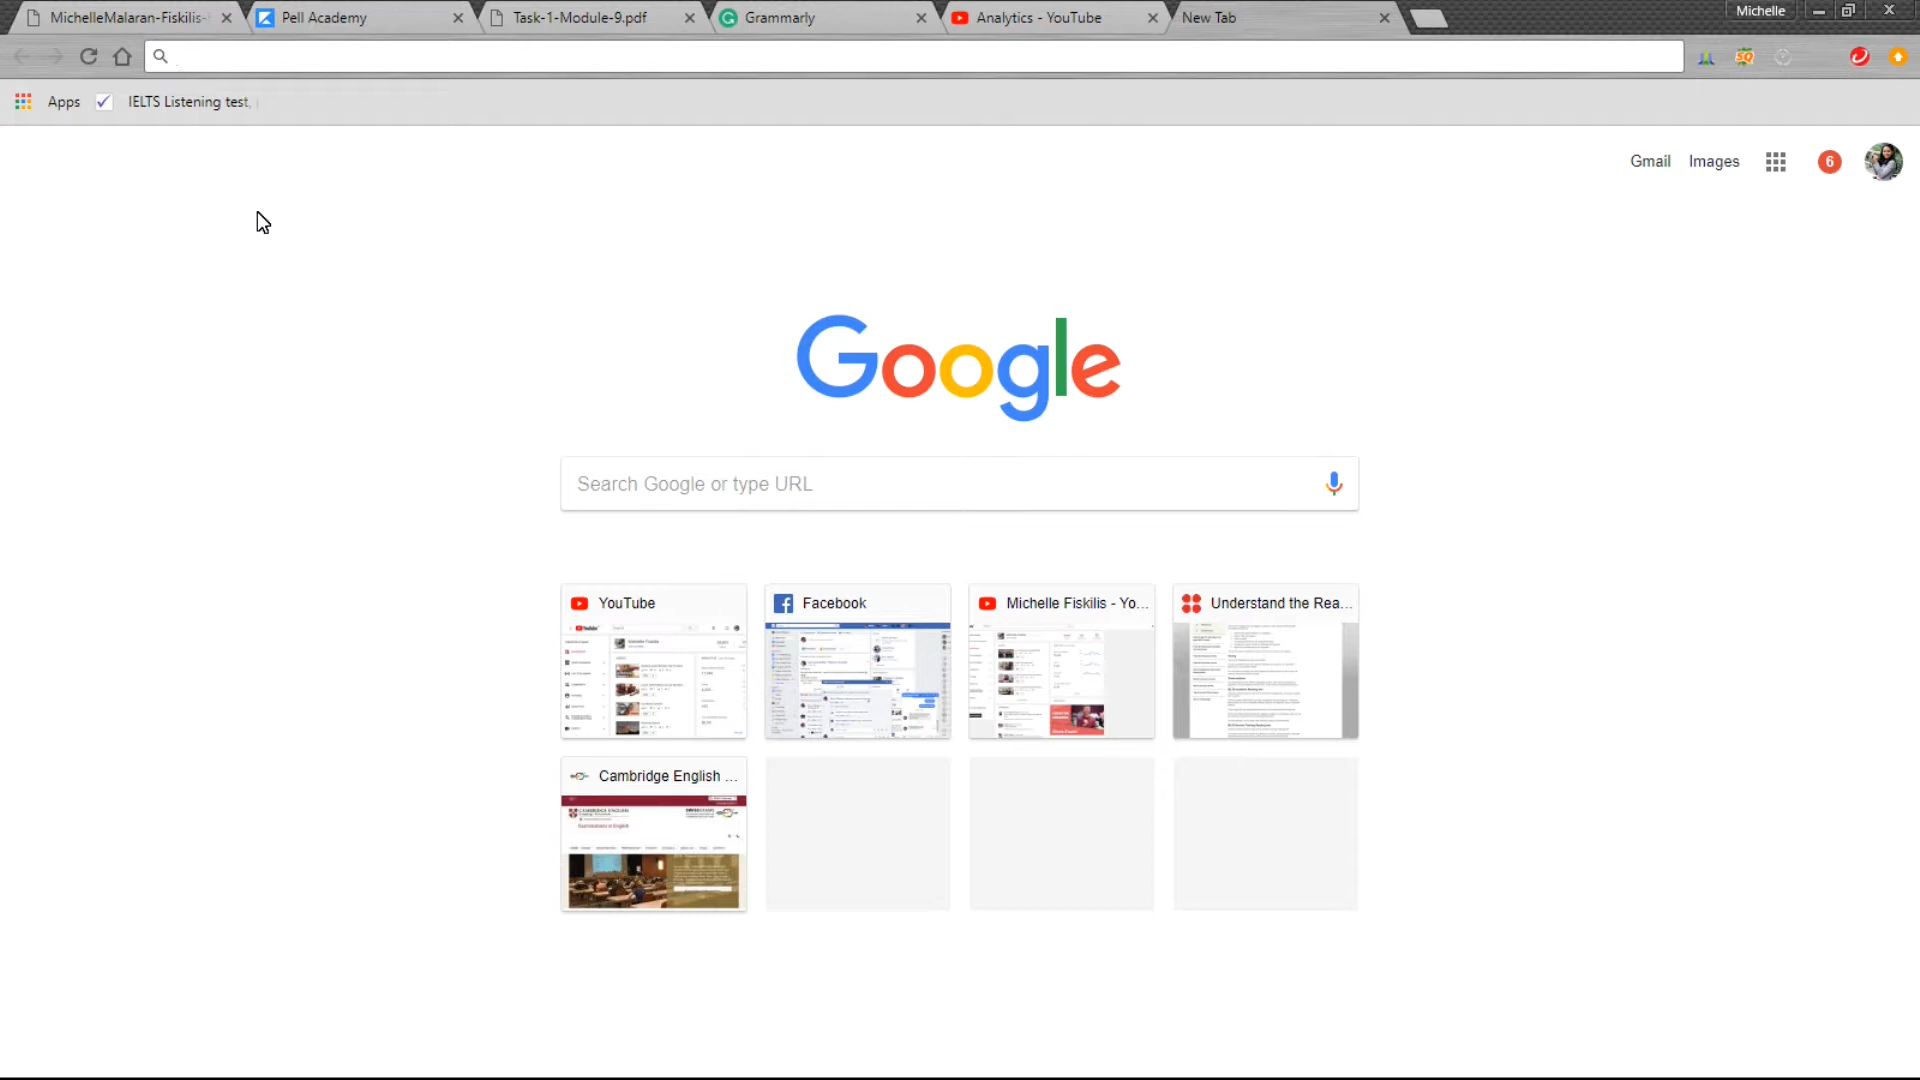 MichelleMalaran-Fiskilis-
Pell Academy
Task-1-Module-9.pdf
Grammarly
Analytics - YouTube
New Tab
Michelle
SQ
Apps
IELTS Listening test,
Gmail
Images
6
Google
Search Google or type URL
YouTube
Facebook
Michelle Fiskilis - Yo...
Understand the Rea...
Cambridge English ...